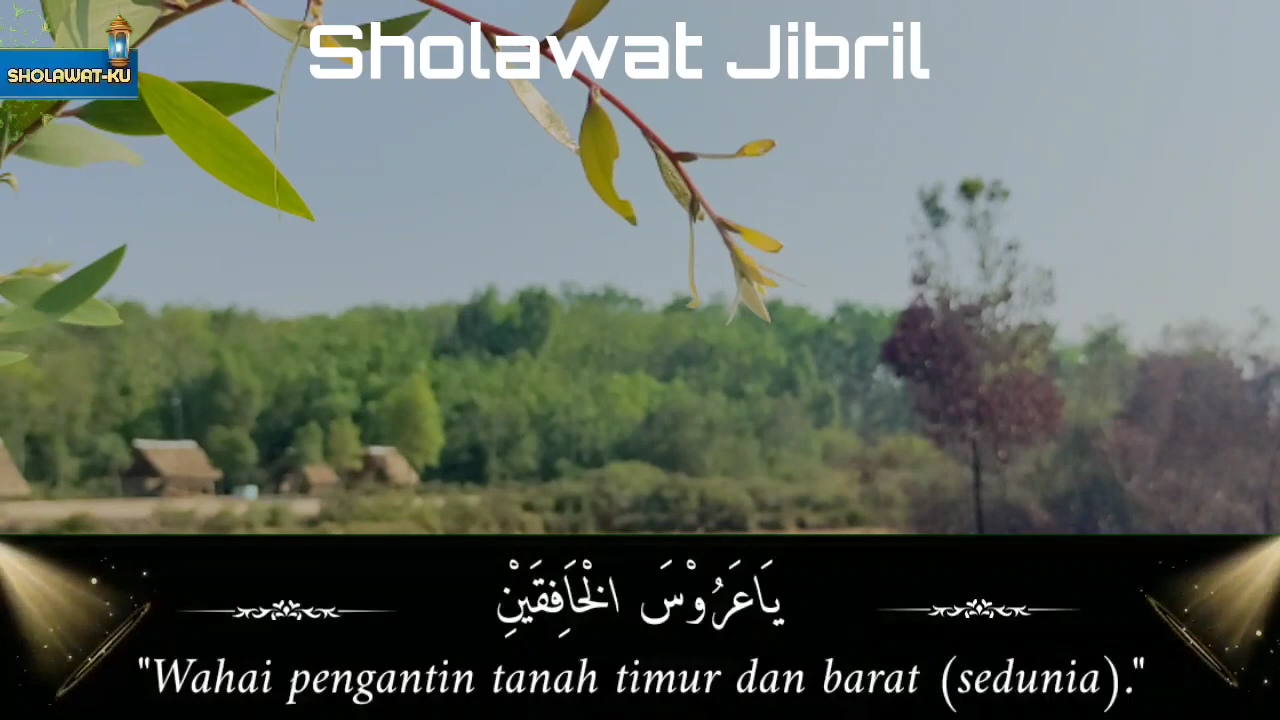 Sholawat Jibril
SHOLAWAT-KU
يَاعَرُوْسَ الْخَافِقَيْنِ
"Wahai pengantin tanah timur dan barat (sedunia)."